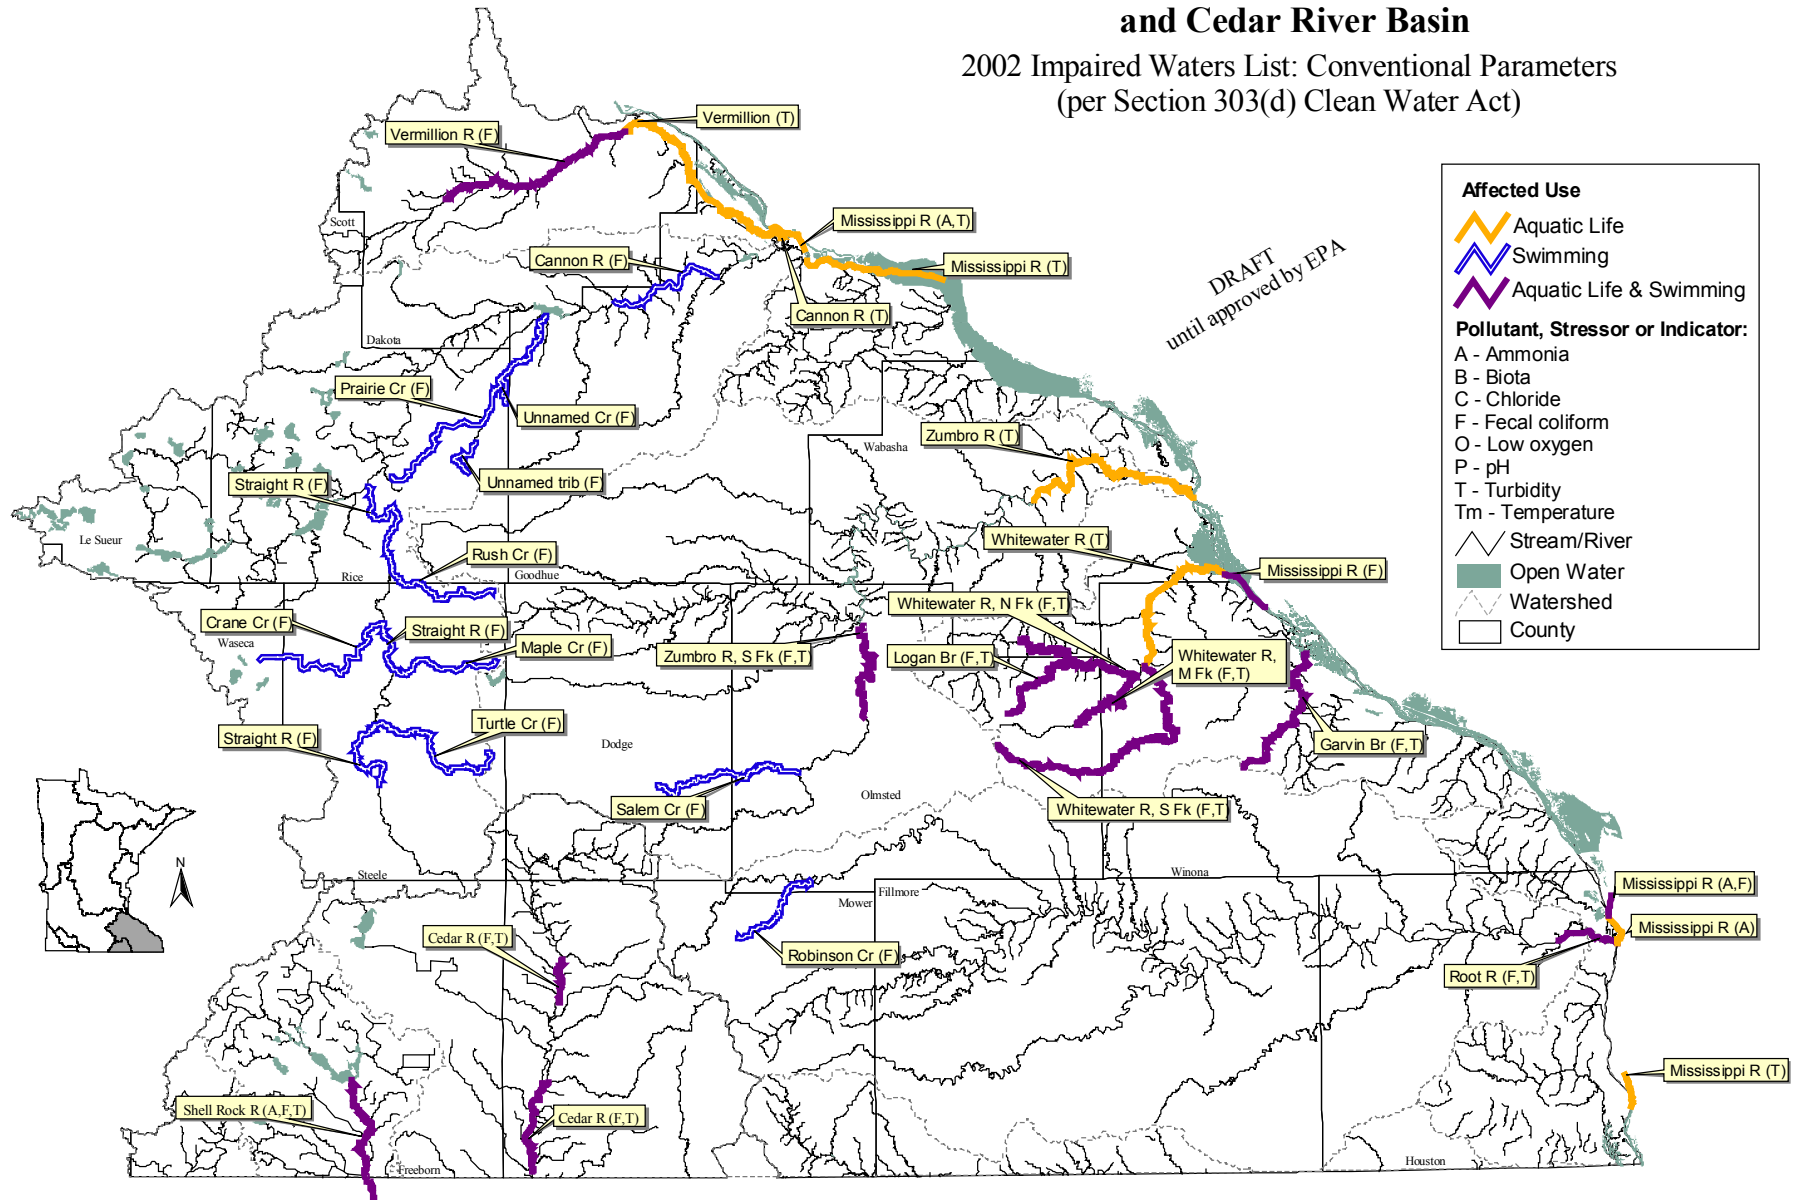 and Cedar River Basin
2002 Impaired Waters List: Conventional Parameters
(per Section 303(d) Clean Water Act)
Vermillion (T)
Vermillion R (F)
Scott
Mississippi R (A,T)
Cannon R (F)
Mississippi R (T)
Cannon R (T)
Dakota
DRAFT
until approved by EPA
Affected Use
Aquatic Life
Swimming
Aquatic Life & Swimming
Pollutant, Stressor or Indicator:
A - Ammonia
B - Biota
C - Chloride
F - Fecal coliform
O - Low oxygen
P - pH
T - Turbidity
Tm - Temperature
Stream/River
Open Water
Watershed
County
Prairie Cr (F)
Unnamed Cr (F)
Zumbro R (T)
Wabasha
Straight R (F)
Unnamed trib (F)
Le Sueur
Whitewater R (T)
Rush Cr (F)
Rice
Goodhue
Mississippi R (F)
Whitewater R, N Fk (F,T)
Crane Cr (F)
Straight R (F)
Waseca
Maple Cr (F)
Zumbro R, S Fk (F,T)
Logan Br (F,T)
Whitewater R,
M Fk (F,T)
Turtle Cr (F)
Straight R (F)
Dodge
Garvin Br (F,T)
Salem Cr (F)
Olmsted
Whitewater R, S Fk (F,T)
N
Steele
Winona
Fillmore
Mower
Mississippi R (A,F)
Mississippi R (A)
Cedar R (F,T)
Robinson Cr (F)
Root R (F,T)
Mississippi R (T)
Shell Rock R (A,F,T)
Cedar R (F,T)
Freeborn
Houston